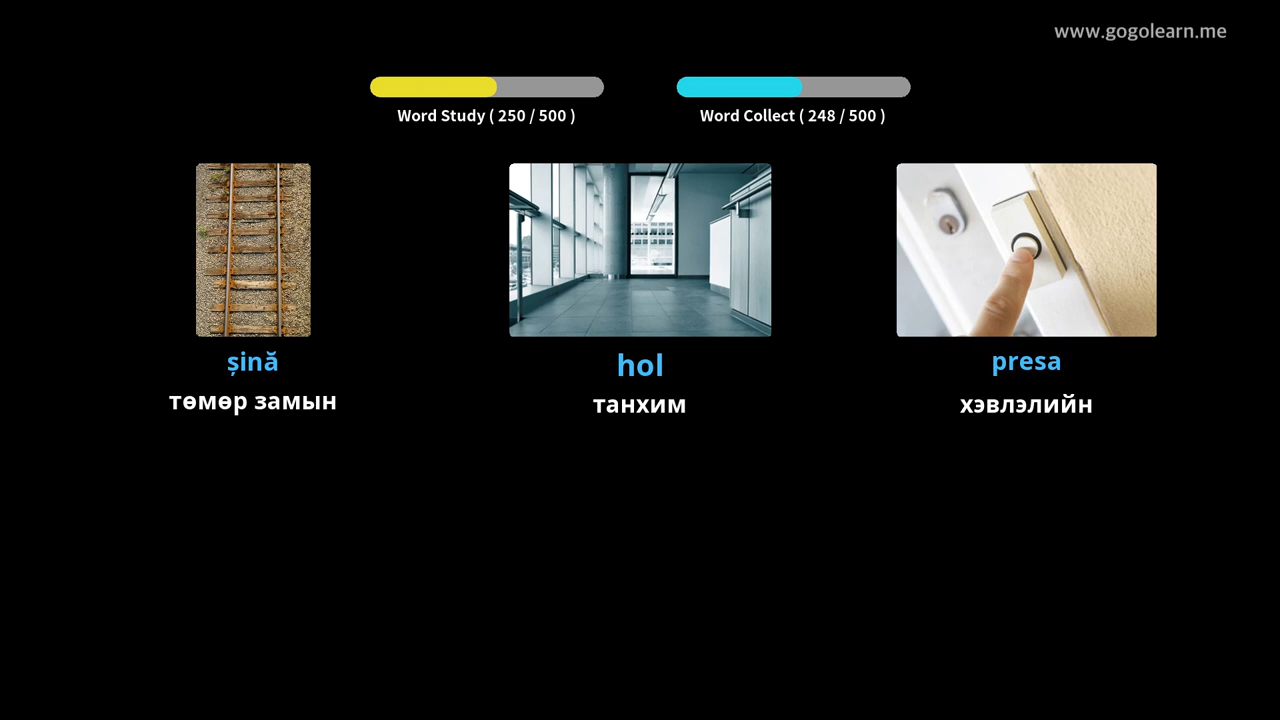 www.gogolearn.me
Word Study ( 250 / 500 )
Word Collect ( 248 / 500 )
șină
hol
presa
төмөр замын
танхим
хэвлэлийн